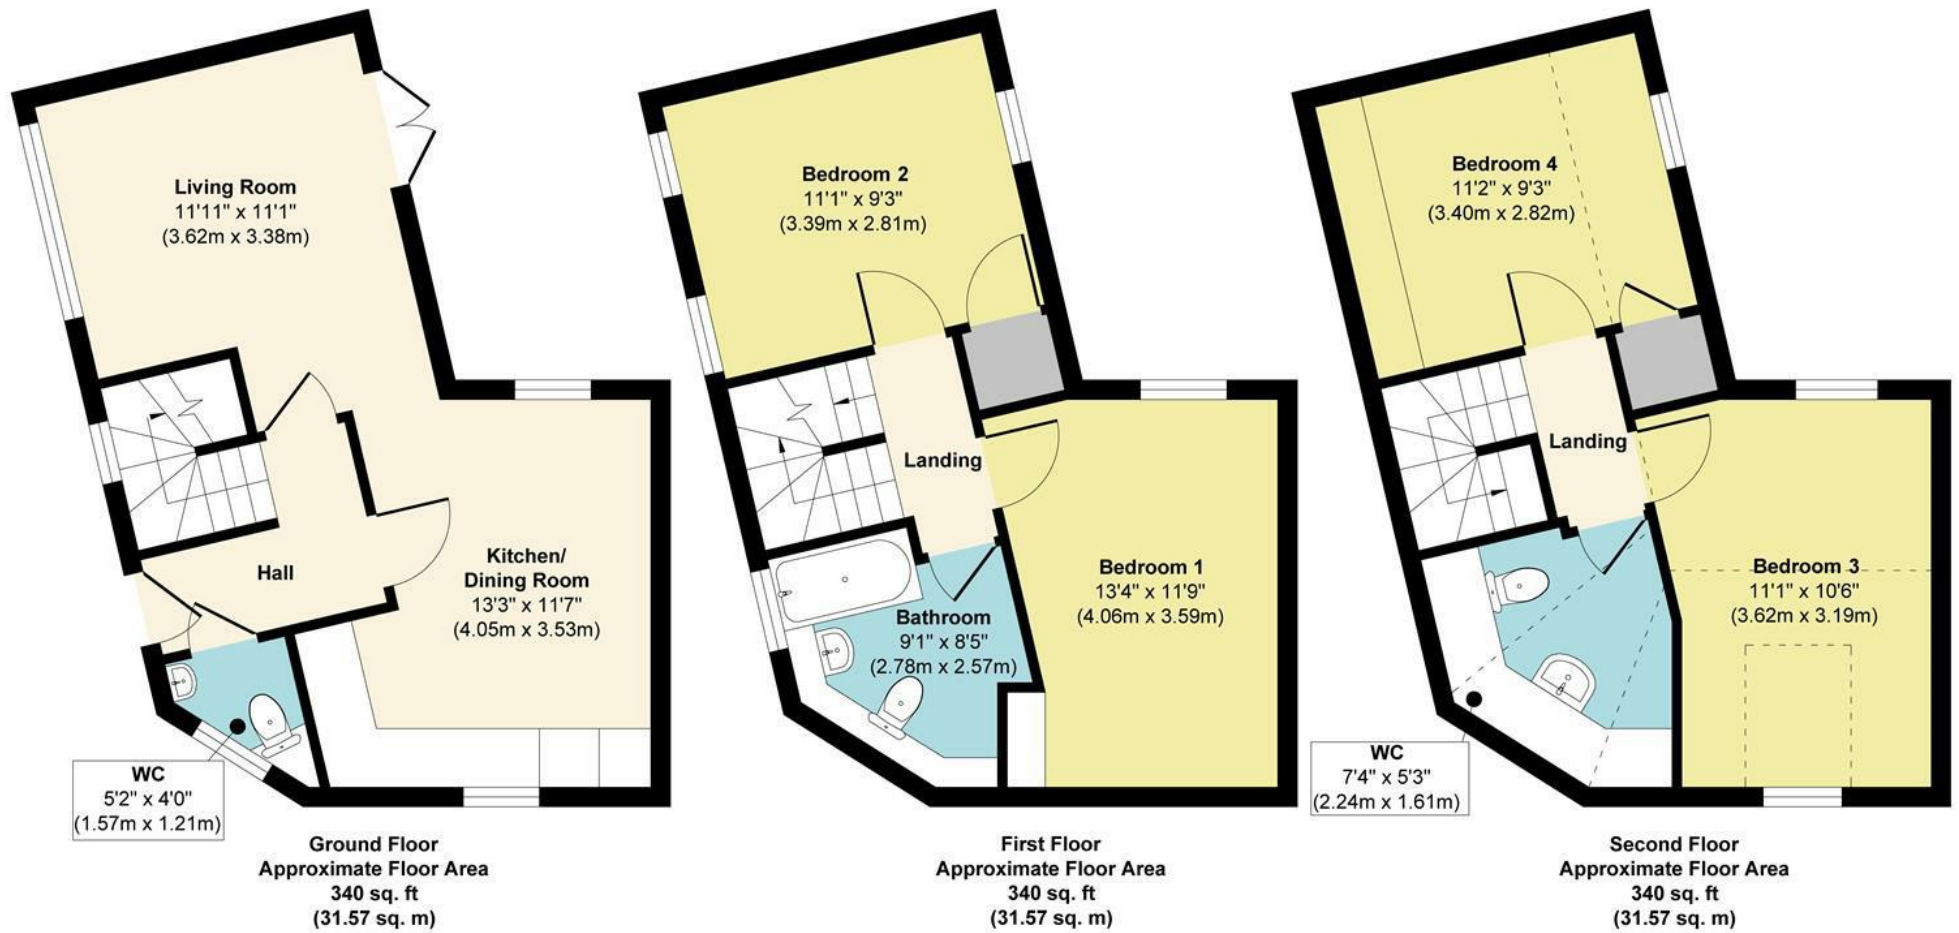 Living Room
11'11" x 11'1"
(3.62m x 3.38m)
Hall
Kitchen/
Dining Room
13'3" x 11'7"
(4.05m x 3.53m)
WC
5'2" x 4'0"
(1.57m x 1.21m)
Ground Floor
Approximate Floor Area
340 sq. ft
(31.57 sq. m)
Bedroom 2
11'1" x 9'3"
(3.39m x 2.81m)
Landing
Bedroom 1
13'4" x 11'9"
(4.06m x 3.59m)
Bathroom
9'1" x 8'5"
(2.78m x 2.57m)
First Floor
Approximate Floor Area
340 sq. ft
(31.57 sq. m)
Bedroom 4
11'2" x 9'3"
(3.40m x 2.82m)
Landing
Bedroom 3
11'1" x 10'6"
(3.62m x 3.19m)
WC
7'4" x 5'3"
(2.24m x 1.61m)
Second Floor
Approximate Floor Area
340 sq. ft
(31.57 sq. m)